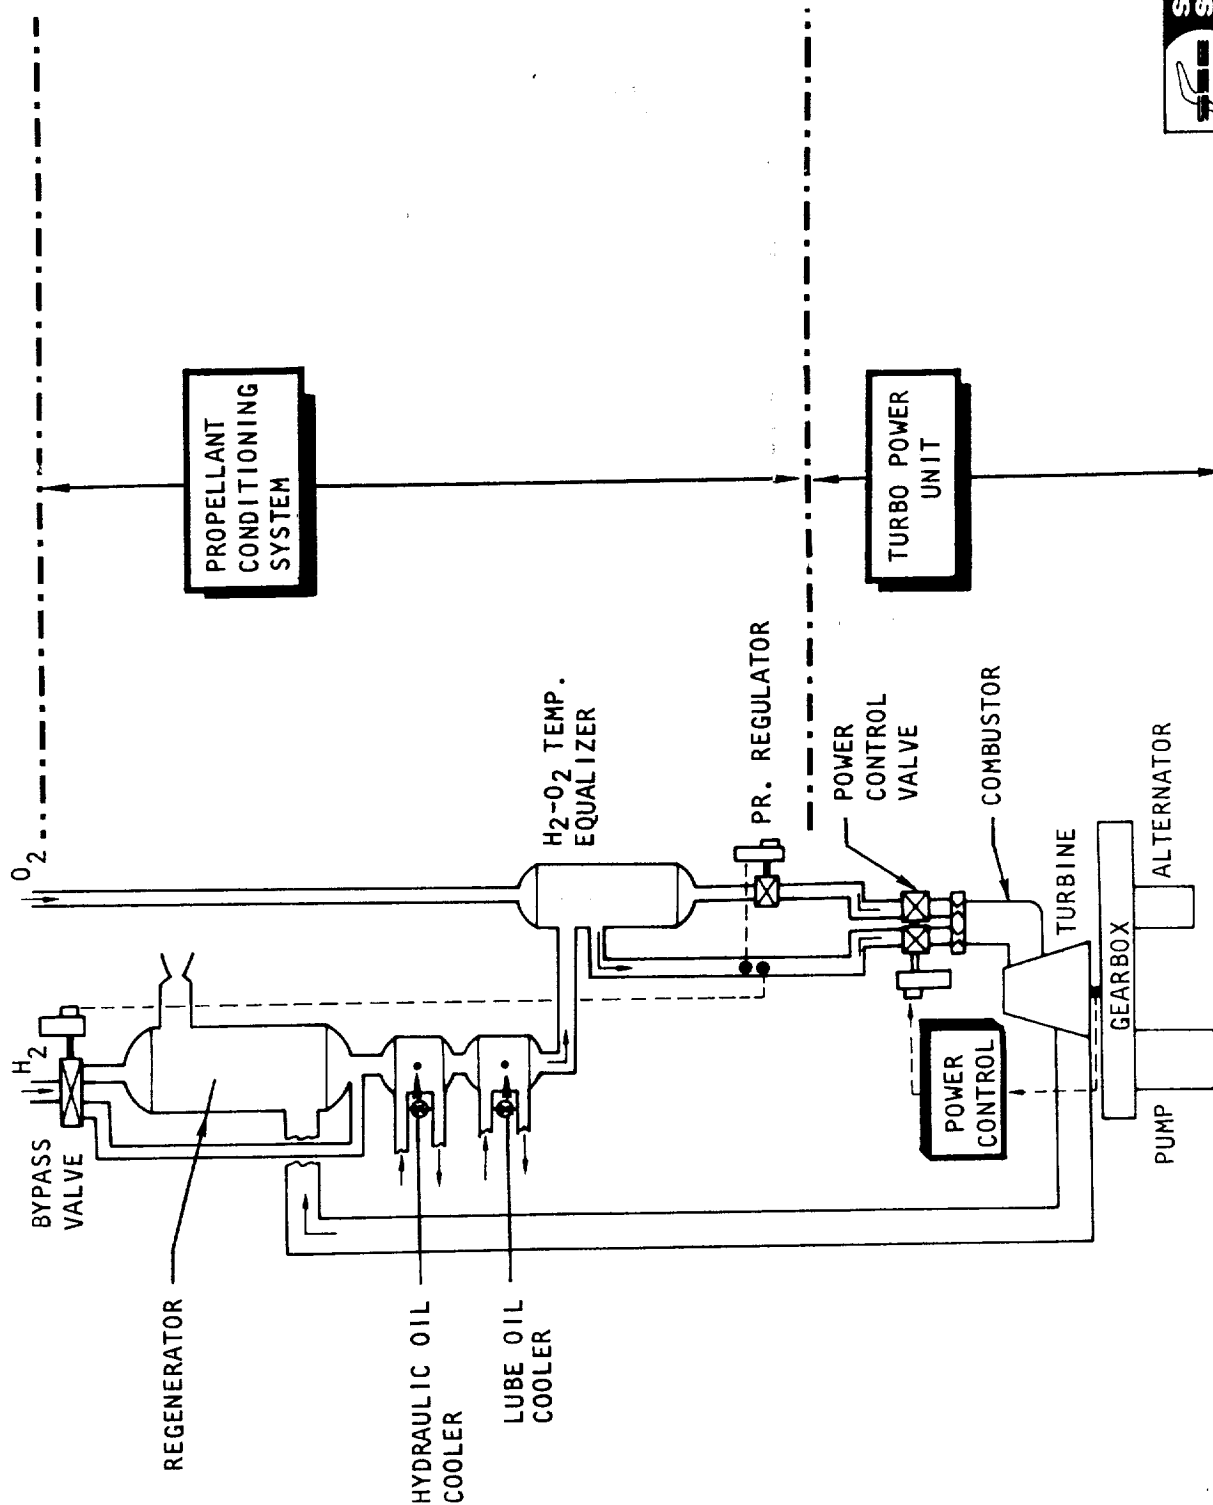 O2
H2
BYPASS
VALVE
REGENERATOR
HYDRAULIC OIL
COOLER
LUBE OIL
COOLER
H2-O2 TEMP.
EQUALIZER
PR. REGULATOR
POWER
CONTROL
VALVE
COMBUSTOR
TURBINE
POWER
CONTROL
GEARBOX
PUMP
ALTERNATOR
PROPELLANT
CONDITIONING
SYSTEM
TURBO POWER
UNIT